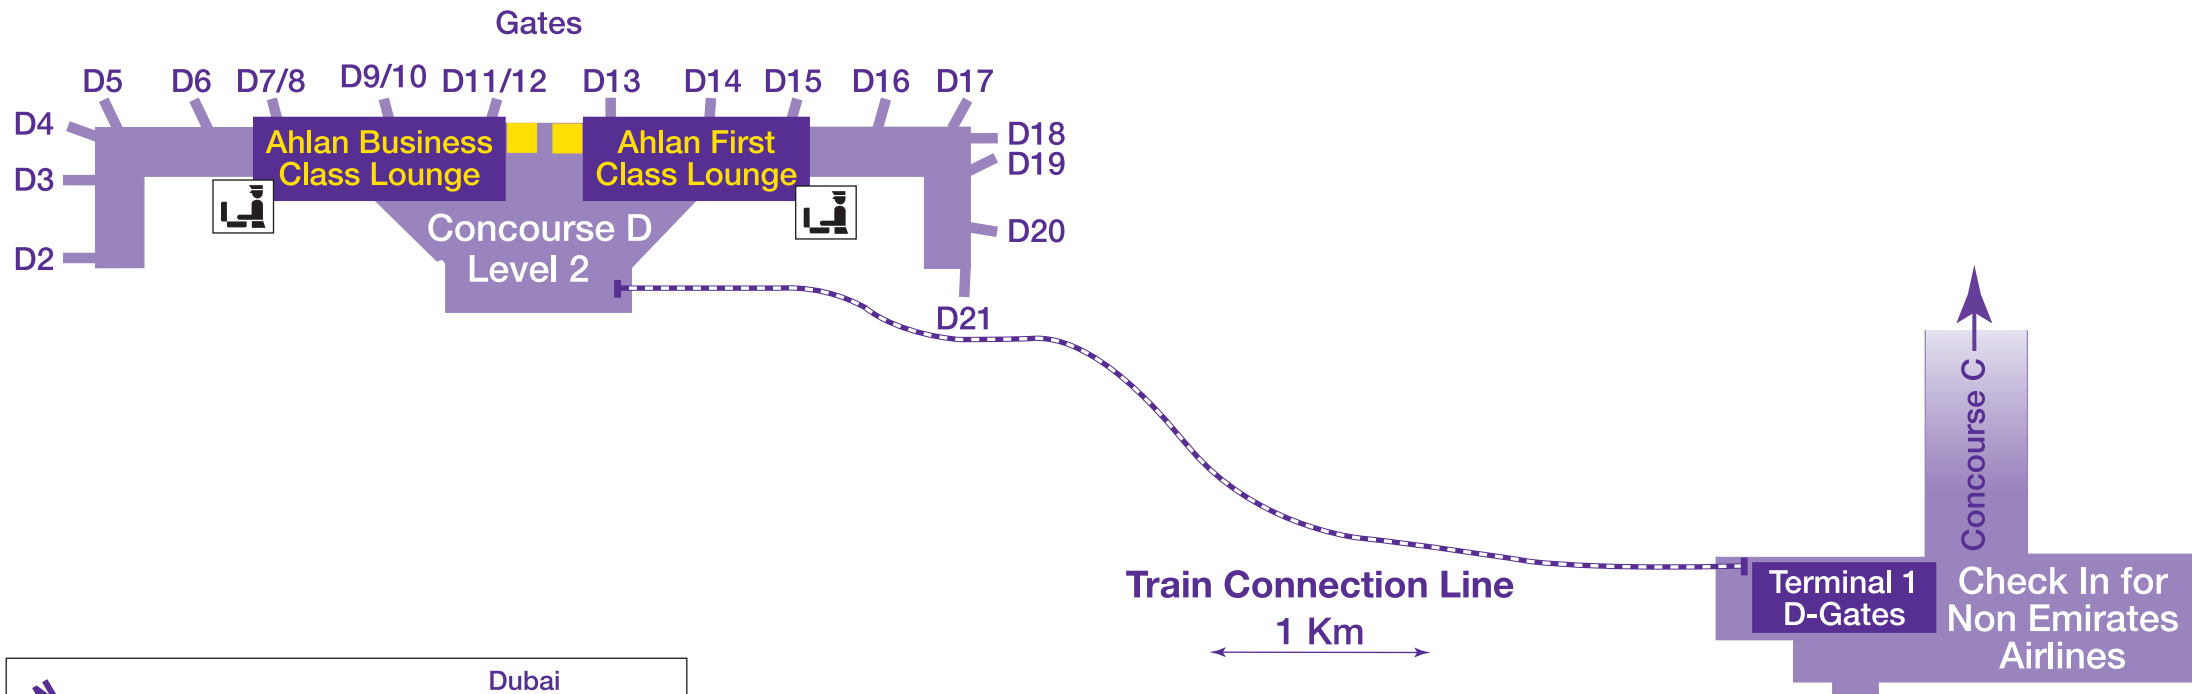 Gates
D5
D6
D7/8
D9/10
D11/12
D13
D14
D15
D16
D17
D4
D3
D2
D18
D19
D20
D21
Ahlan Business
Class Lounge
Ahlan First
Class Lounge
Concourse D
Level 2
Concourse C
Train Connection Line
1 Km
Terminal 1
D-Gates
Check In for
Non Emirates
Airlines
Dubai
N